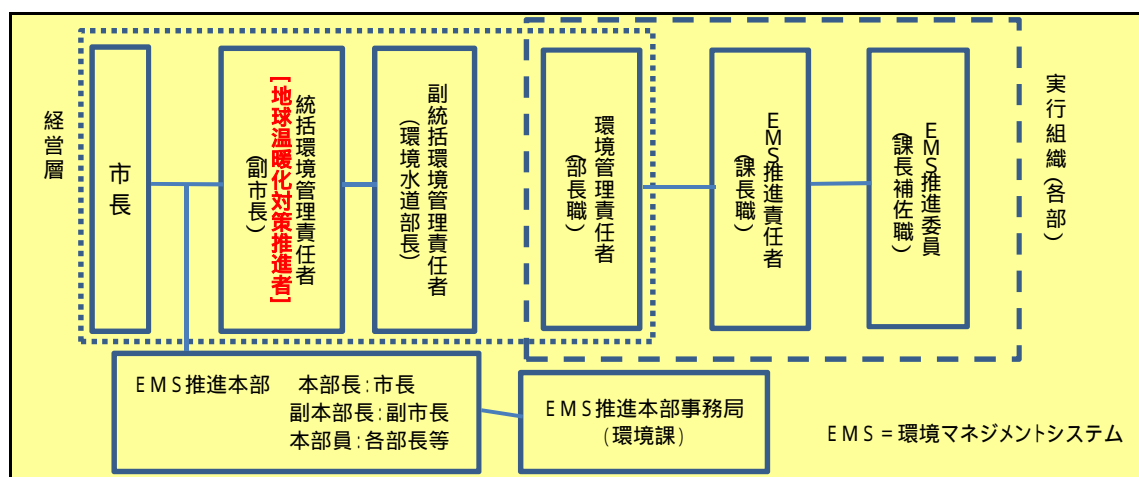 経営層
市長
統括環境管理責任者
[地球温暖化対策推進者]
(副市長)
副統括環境管理責任者
(環境水道部長)
環境管理責任者
(部長職)
EMS推進責任者
(課長職)
EMS推進委員
(課長補佐職)
実行組織(各部)
EMS推進本部 本部長:市長
副本部長:副市長
本部員:各部長等
EMS推進本部事務局
(環境課)
EMS=環境マネジメントシステム